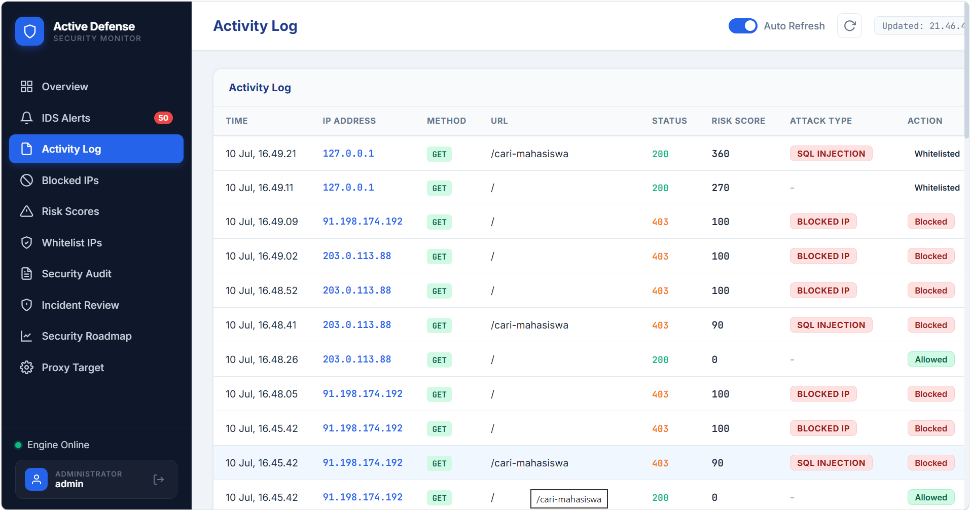 Active Defense
SECURITY MONITOR
Overview
IDS Alerts 50
Activity Log
Blocked IPs
Risk Scores
Whitelist IPs
Security Audit
Incident Review
Security Roadmap
Proxy Target
Engine Online
ADMINISTRATOR
admin
Activity Log
Auto Refresh
Updated: 21.46.4
Activity Log
TIME IP ADDRESS METHOD URL STATUS RISK SCORE ATTACK TYPE ACTION
10 Jul, 16.49.21 127.0.0.1 GET /cari-mahasiswa 200 360 SQL INJECTION Whitelisted
10 Jul, 16.49.11 127.0.0.1 GET / 200 270 - Whitelisted
10 Jul, 16.49.09 91.198.174.192 GET / 403 100 BLOCKED IP Blocked
10 Jul, 16.49.02 203.0.113.88 GET / 403 100 BLOCKED IP Blocked
10 Jul, 16.48.52 203.0.113.88 GET / 403 100 BLOCKED IP Blocked
10 Jul, 16.48.41 203.0.113.88 GET /cari-mahasiswa 403 90 SQL INJECTION Blocked
10 Jul, 16.48.26 203.0.113.88 GET / 200 0 - Allowed
10 Jul, 16.48.05 91.198.174.192 GET / 403 100 BLOCKED IP Blocked
10 Jul, 16.45.42 91.198.174.192 GET / 403 100 BLOCKED IP Blocked
10 Jul, 16.45.42 91.198.174.192 GET /cari-mahasiswa 403 90 SQL INJECTION Blocked
10 Jul, 16.45.42 91.198.174.192 GET / 200 0 - Allowed
/cari-mahasiswa